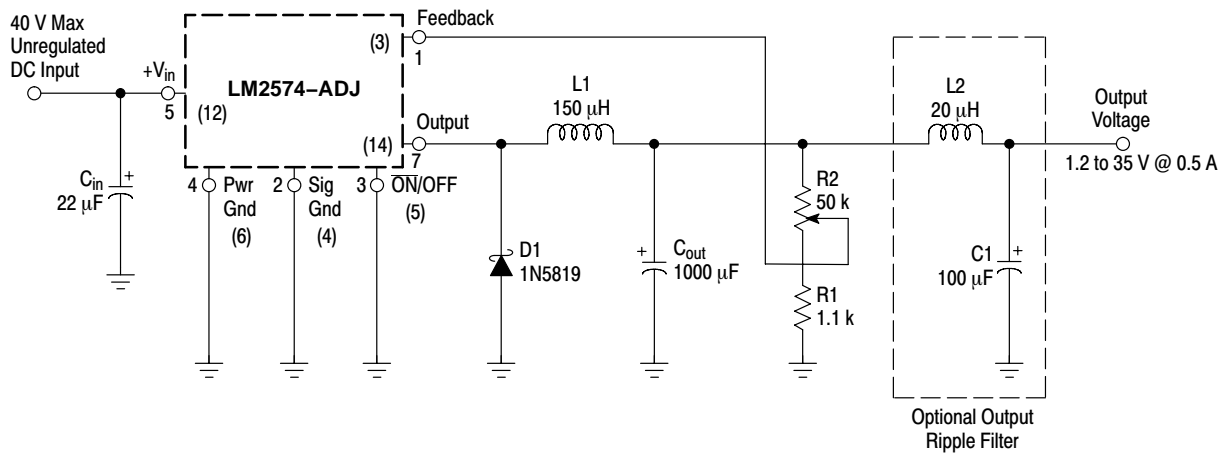 40 V Max
Unregulated
DC Input
+Vin
5
(12)
LM2574–ADJ
Feedback
(3)
1
Output
(14)
7
4
Pwr
Gnd
(6)
2
Sig
Gnd
(4)
3
ON/OFF
(5)
Cin
22 μF
+
D1
1N5819
L1
150 μH
+
Cout
1000 μF
R2
50 k
R1
1.1 k
L2
20 μH
+
C1
100 μF
Output
Voltage
1.2 to 35 V @ 0.5 A
Optional Output
Ripple Filter